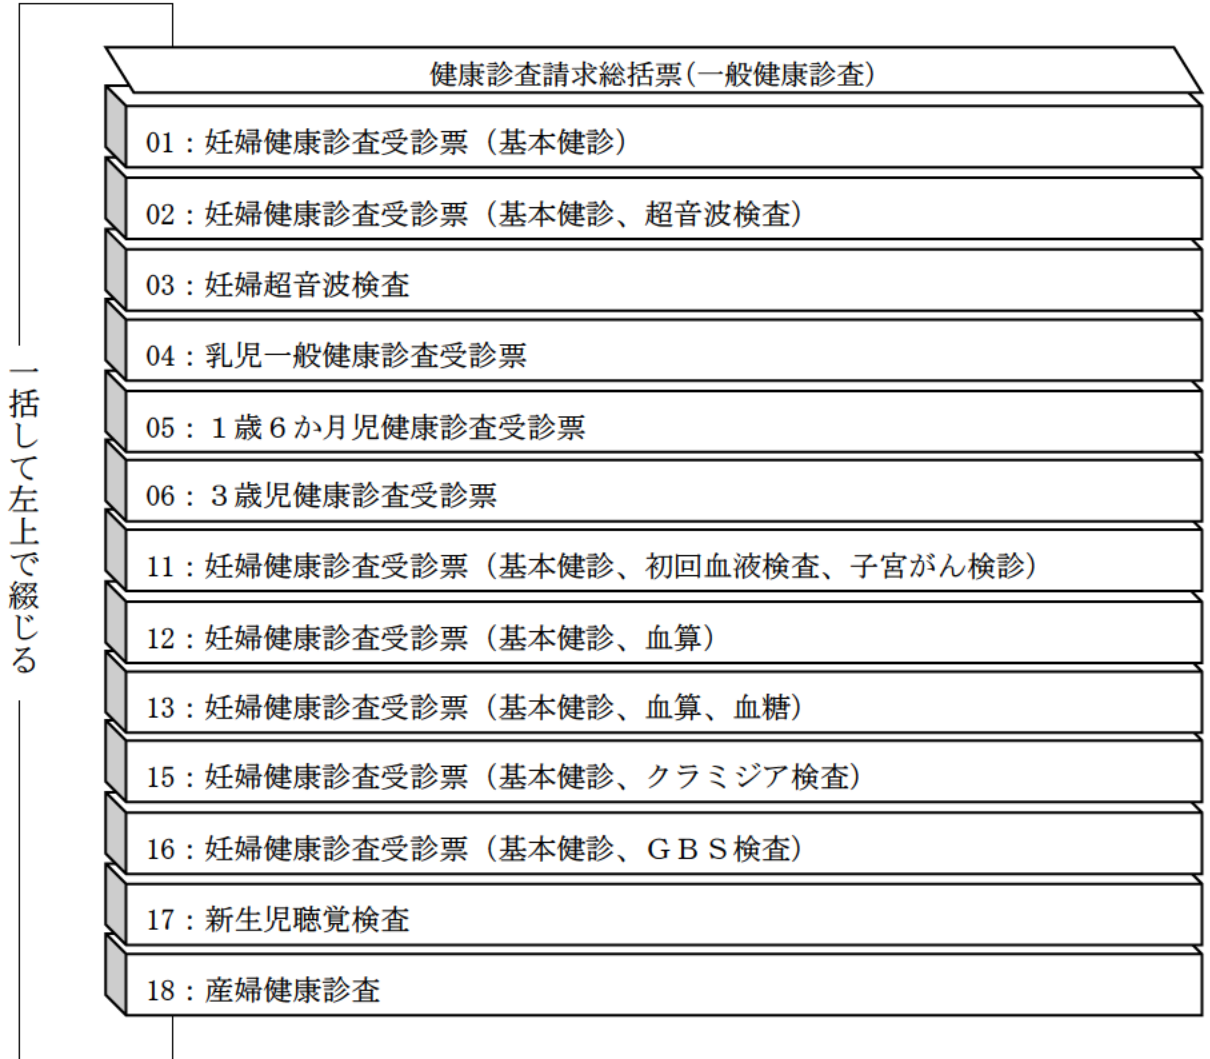 健康診査請求総括票(一般健康診査)
01：妊婦健康診査受診票（基本健診）
02：妊婦健康診査受診票（基本健診、超音波検査）
03：妊婦超音波検査
04：乳児一般健康診査受診票
05：１歳６か月児健康診査受診票
06：３歳児健康診査受診票
11：妊婦健康診査受診票（基本健診、初回血液検査、子宮がん検診）
12：妊婦健康診査受診票（基本健診、血算）
13：妊婦健康診査受診票（基本健診、血算、血糖）
15：妊婦健康診査受診票（基本健診、クラミジア検査）
16：妊婦健康診査受診票（基本健診、ＧＢＳ検査）
17：新生児聴覚検査
18：産婦健康診査
一括して左上で綴じる